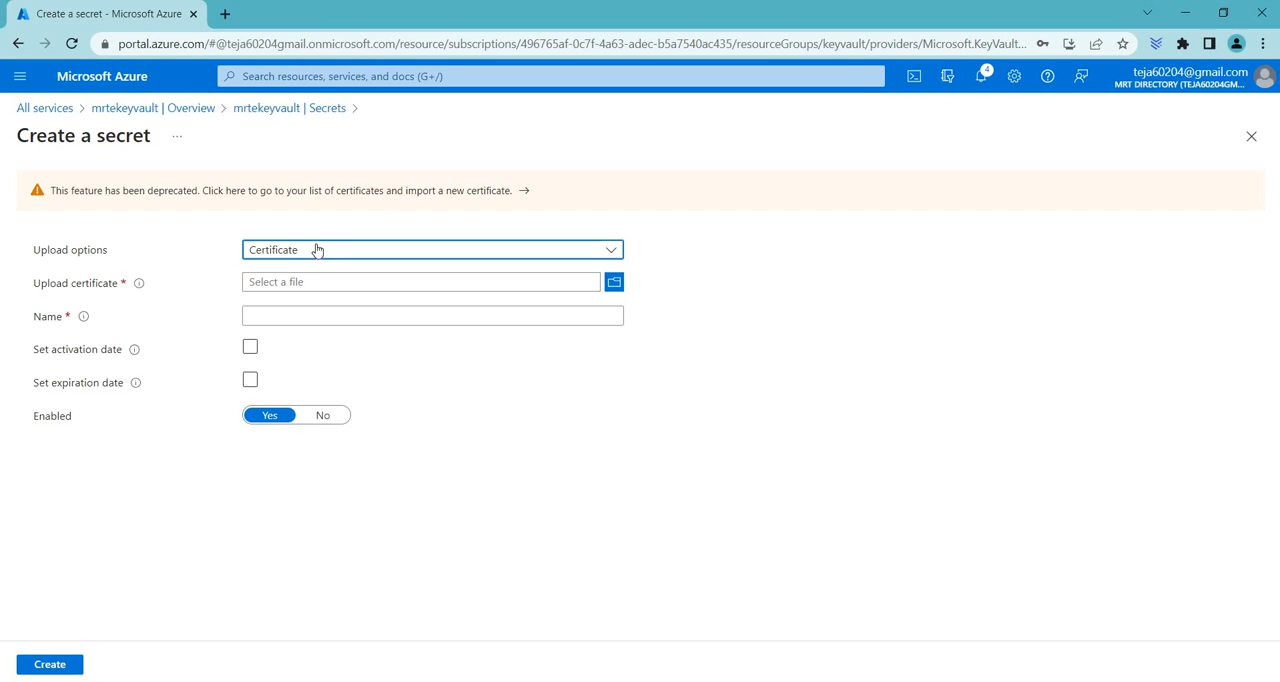 Create a secret - Microsoft Azure
portal.azure.com/#@teja60204gmail.onmicrosoft.com/resource/subscriptions/496765af-0c7f-4a63-adec-b5a7540ac435/resourceGroups/keyvault/providers/Microsoft.KeyVault...
Microsoft Azure
Search resources, services, and docs (G+/)
4
teja60204@gmail.com
MRT DIRECTORY (TEJA60204GM...
All services > mrtekeyvault | Overview > mrtekeyvault | Secrets >
Create a secret ...
This feature has been deprecated. Click here to go to your list of certificates and import a new certificate. →
Upload options
Certificate
Upload certificate *
Select a file
Name *
Set activation date
Set expiration date
Enabled
Yes No
Create